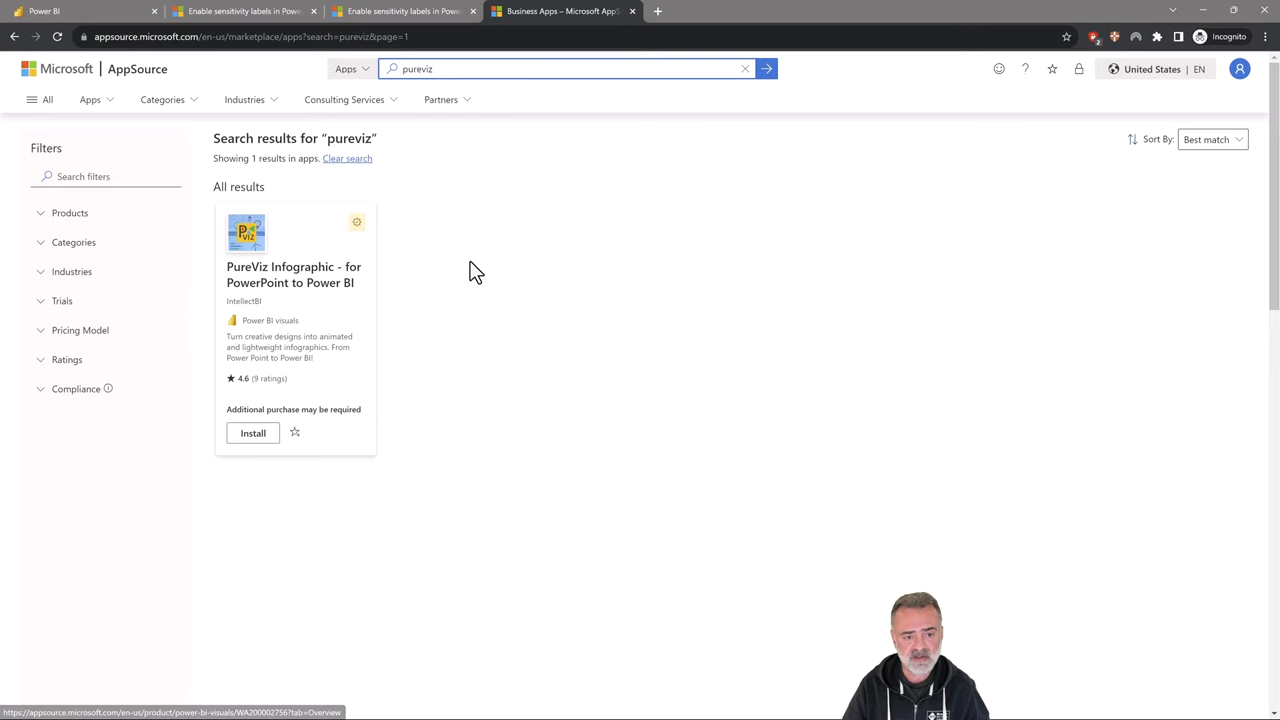 Power BI
Enable sensitivity labels in Power
Enable sensitivity labels in Power
Business Apps – Microsoft AppS
appsource.microsoft.com/en-us/marketplace/apps?search=pureviz&page=1
2
Incognito
Microsoft | AppSource
Apps
pureviz
United States | EN
All
Apps
Categories
Industries
Consulting Services
Partners
Filters
Search filters
Products
Categories
Industries
Trials
Pricing Model
Ratings
Compliance
Search results for “pureviz”
Showing 1 results in apps. Clear search
Sort By: Best match
All results
P
viz
PureViz Infographic - for
PowerPoint to Power BI
IntellectBI
Power BI visuals
Turn creative designs into animated
and lightweight infographics. From
Power Point to Power BI!
4.6 (9 ratings)
Additional purchase may be required
Install
https://appsource.microsoft.com/en-us/product/power-bi-visuals/WA200002756?tab=Overview